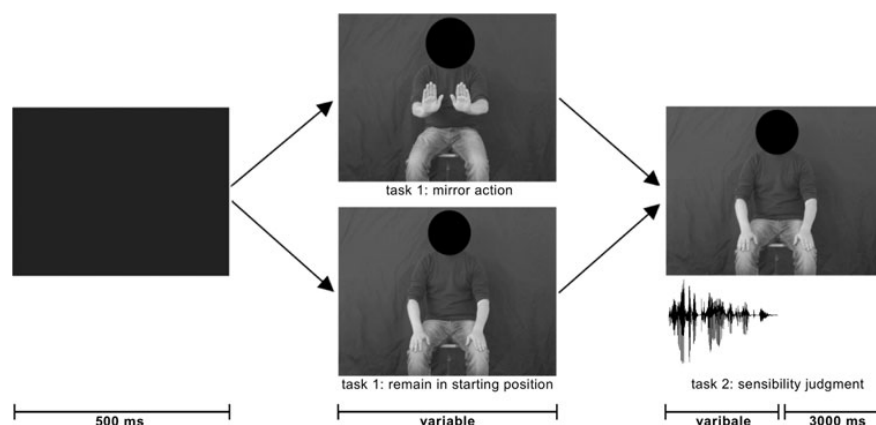 task 1: mirror action
task 1: remain in starting position
task 2: sensibility judgment
500 ms
variable
varibale
3000 ms